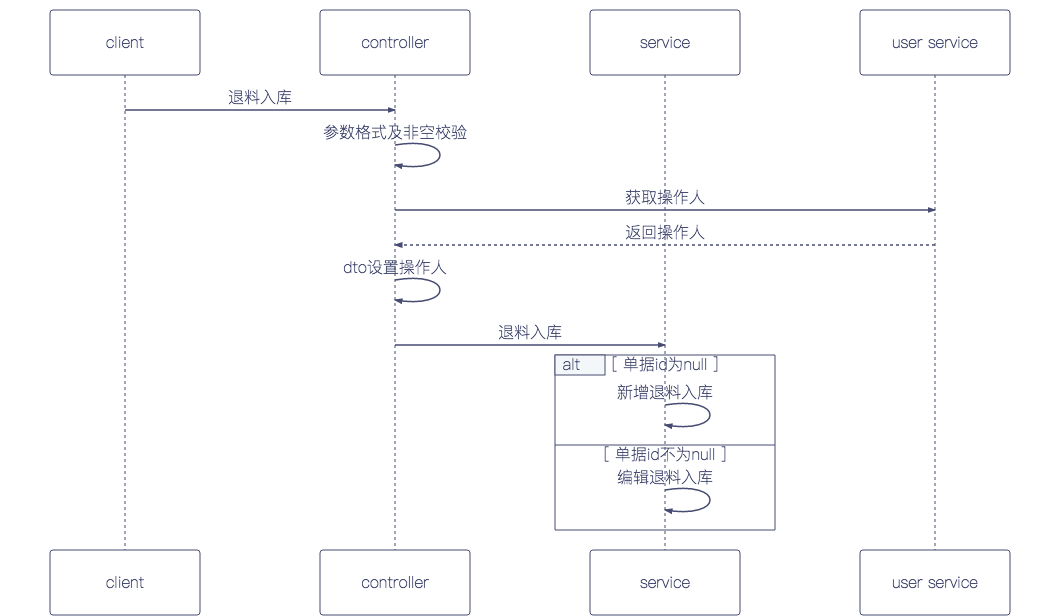 client
controller
service
user service
退料入库
参数格式及非空校验
获取操作人
返回操作人
dto设置操作人
退料入库
alt
[ 单据id为null ]
新增退料入库
[ 单据id不为null ]
编辑退料入库
client
controller
service
user service